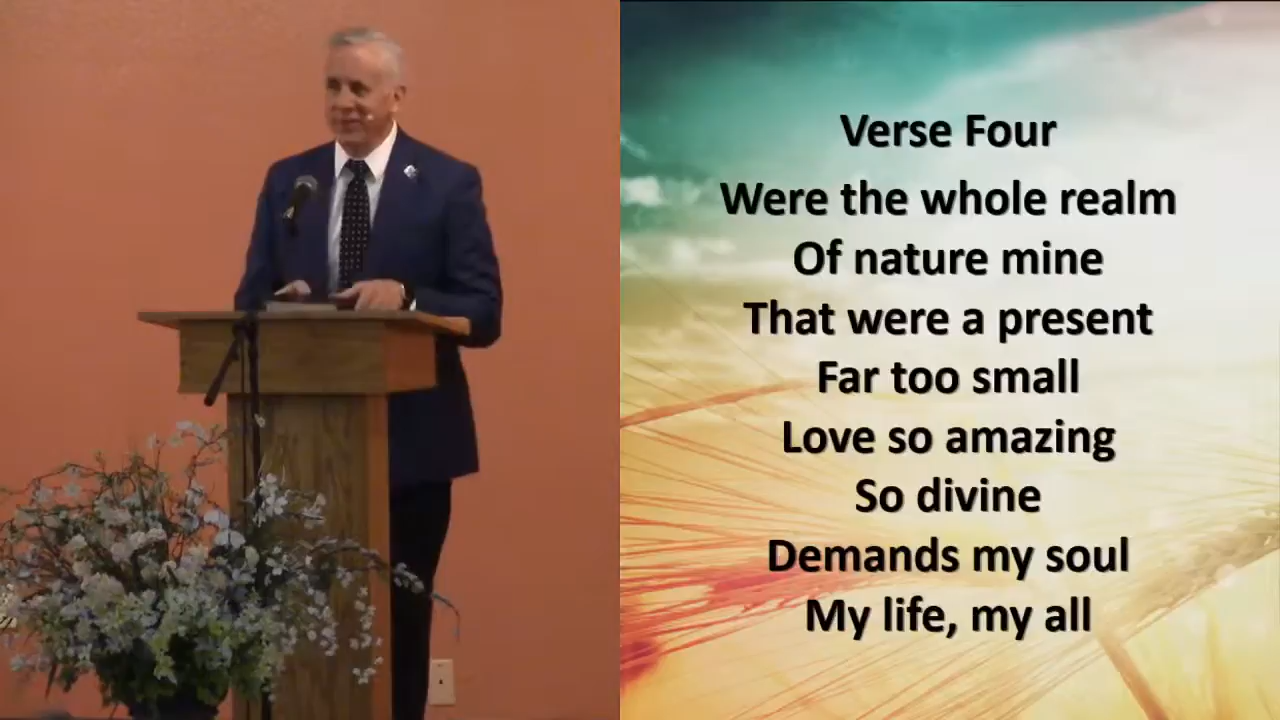 Verse Four
Were the whole realm
Of nature mine
That were a present
Far too small
Love so amazing
So divine
Demands my soul
My life, my all